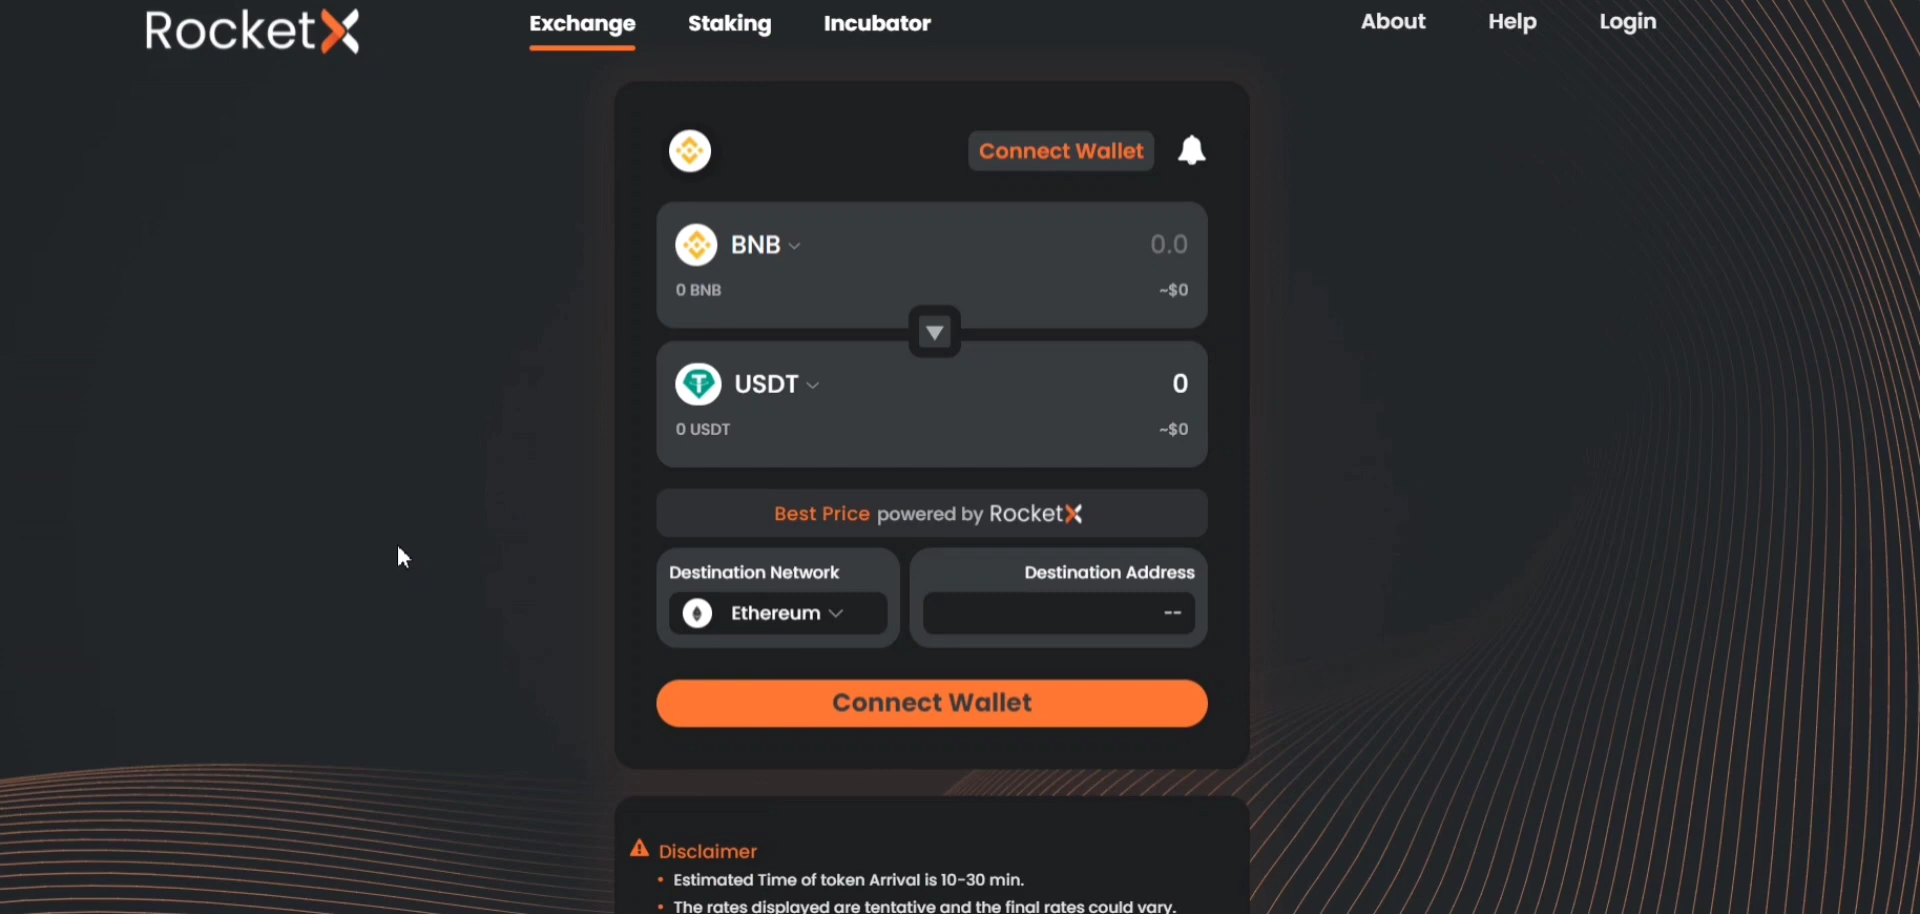 RocketX
Exchange Staking Incubator
About Help Login
Connect Wallet
BNB 0.0
0 BNB ~$0
USDT 0
0 USDT ~$0
Best Price powered by RocketX
Destination Network Destination Address
Ethereum --
Connect Wallet
Disclaimer
• Estimated Time of token Arrival is 10-30 min.
• The rates displayed are tentative and the final rates could vary.